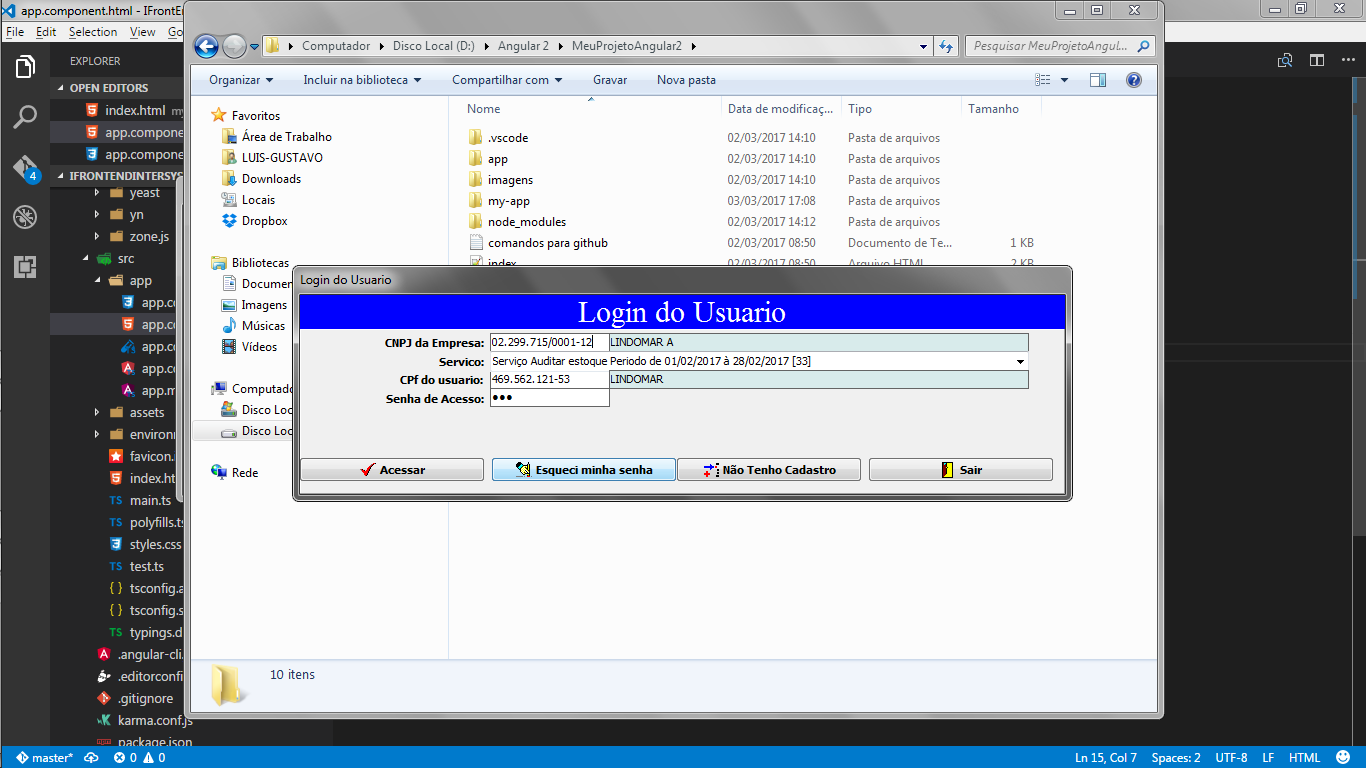 app.component.html - IFrontEn
File Edit Selection View Go
EXPLORER
OPEN EDITORS
index.html my
app.compone
app.compone
IFRONTENDINTERSYS
yeast
yn
zone.js
src
app
app.co
app.co
app.co
app.co
app.m
assets
environm
favicon.i
index.ht
main.ts
polyfills.ts
styles.css
test.ts
tsconfig.a
tsconfig.s
typings.d
.angular-cli.
.editorconfi
.gitignore
karma.conf.js
package.json
4
Computador Disco Local (D:) Angular 2 MeuProjetoAngular2
Pesquisar MeuProjetoAngul...
Organizar Incluir na biblioteca Compartilhar com Gravar Nova pasta
Favoritos
Área de Trabalho
LUIS-GUSTAVO
Downloads
Locais
Dropbox
Bibliotecas
Documen
Imagens
Músicas
Vídeos
Computado
Disco Loc
Disco Loc
Rede
Nome Data de modificaç... Tipo Tamanho
.vscode 02/03/2017 14:10 Pasta de arquivos
app 02/03/2017 14:10 Pasta de arquivos
imagens 02/03/2017 14:10 Pasta de arquivos
my-app 03/03/2017 17:08 Pasta de arquivos
node_modules 02/03/2017 14:12 Pasta de arquivos
comandos para github 02/03/2017 08:50 Documento de Te... 1 KB
index 02/03/2017 08:50 Arquivo HTML 2 KB
Login do Usuario
Login do Usuario
CNPJ da Empresa: 02.299.715/0001-12 LINDOMAR A
Servico: Serviço Auditar estoque Periodo de 01/02/2017 à 28/02/2017 [33]
CPf do usuario: 469.562.121-53 LINDOMAR
Senha de Acesso: •••
Acessar Esqueci minha senha Não Tenho Cadastro Sair
10 itens
master* 0 0 Ln 15, Col 7 Spaces: 2 UTF-8 LF HTML